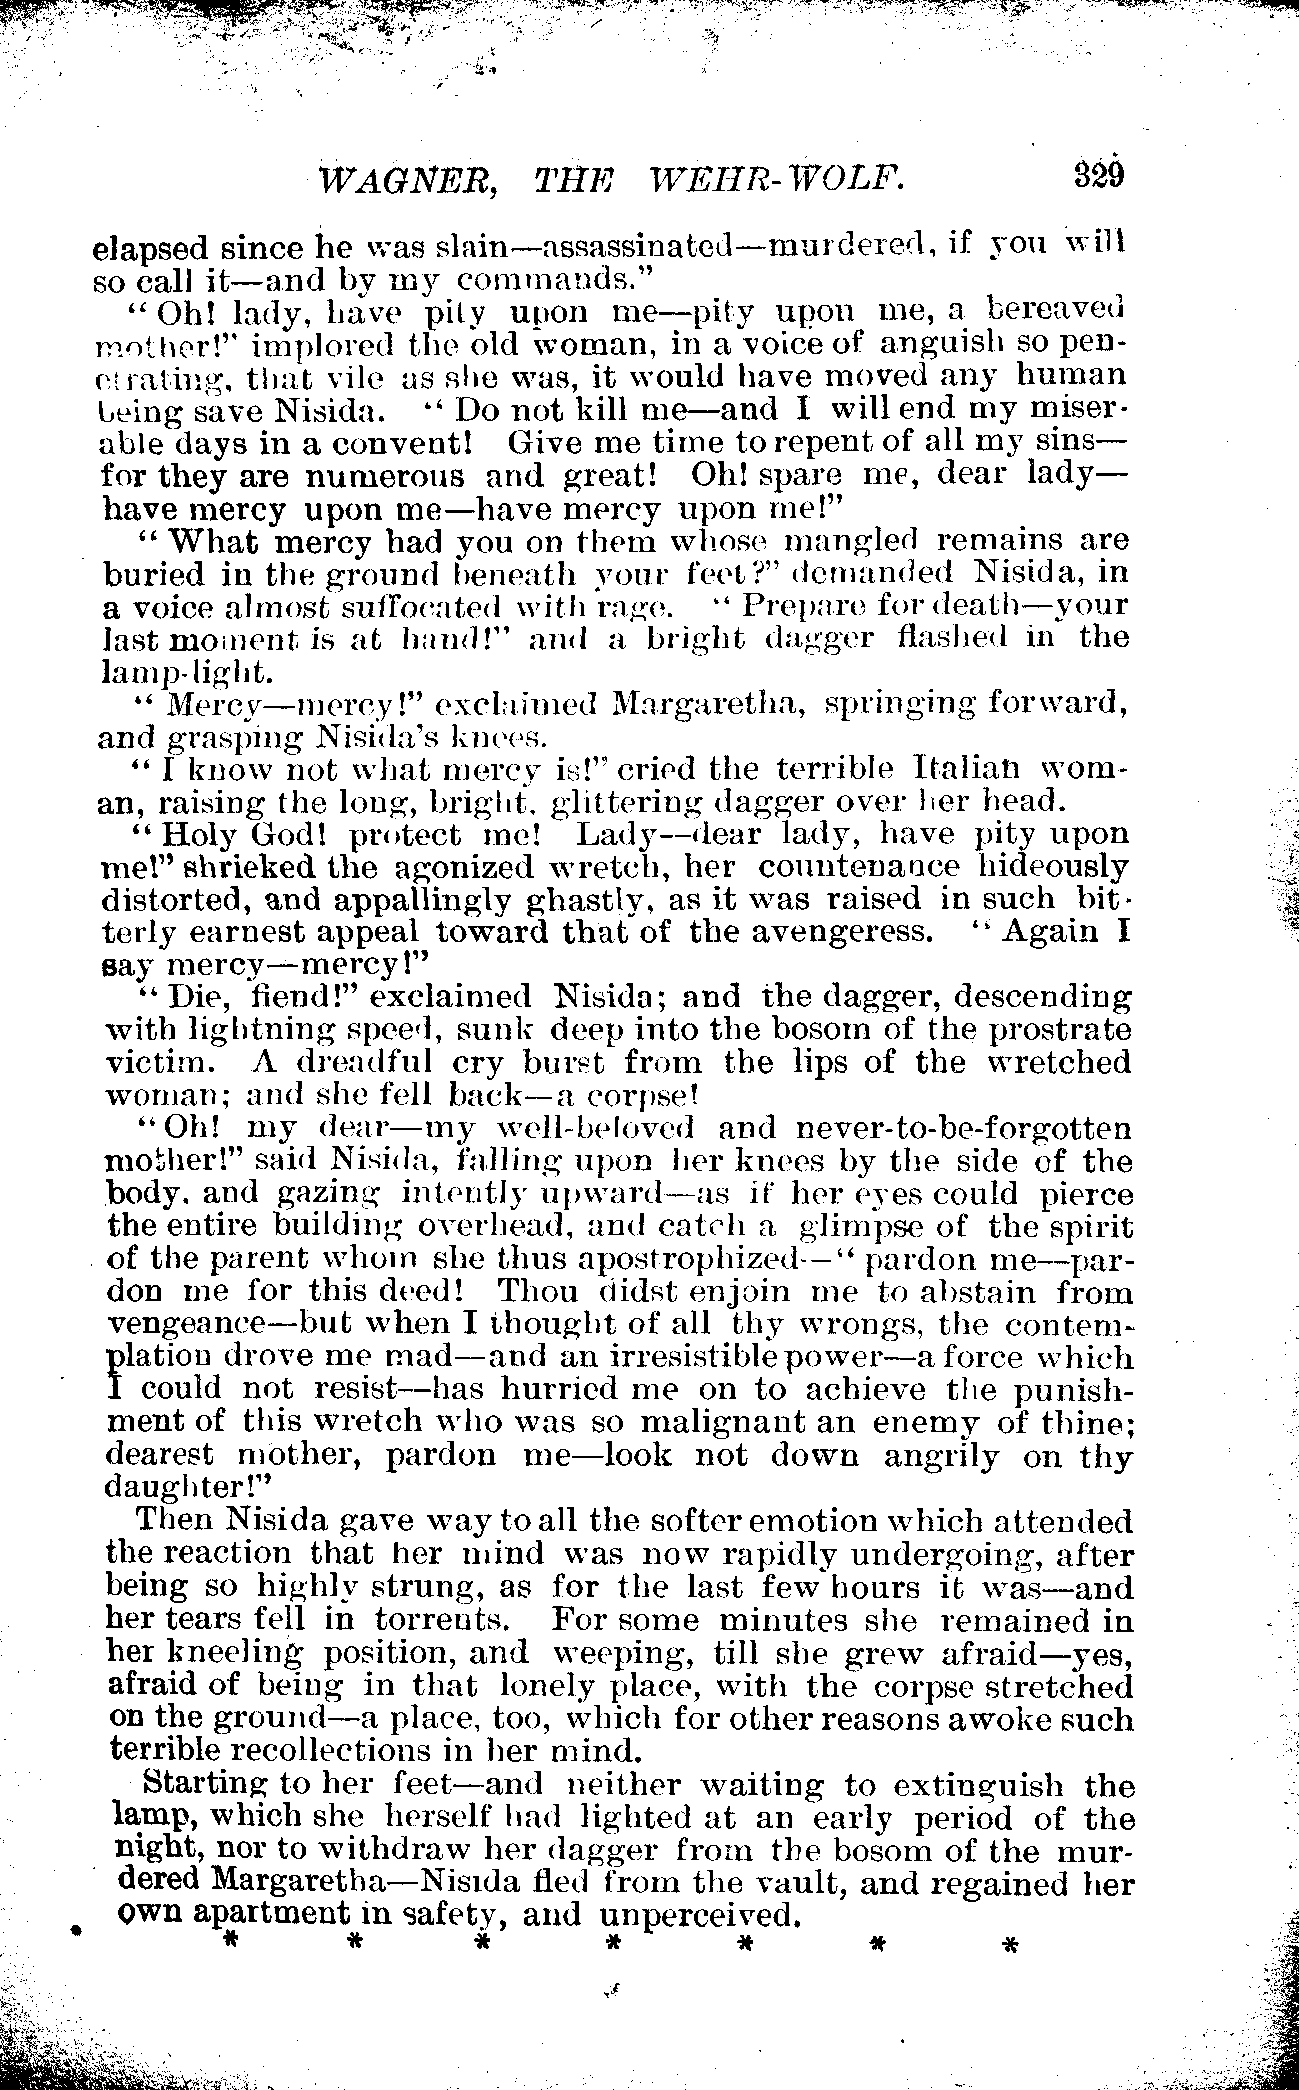 WAGNER, THE WEHR-WOLF. 329
elapsed since he was slain—assassinated—murdered, if you will
so call it—and by my commands."
"Oh! lady, have pity upon me—pity upon me, a bereaved
mother!" implored the old woman, in a voice of anguish so pen-
etrating, that vile as she was, it would have moved any human
being save Nisida. "Do not kill me—and I will end my miser-
able days in a convent! Give me time to repent of all my sins—
for they are numerous and great! Oh! spare me, dear lady—
have mercy upon me—have mercy upon me!"
"What mercy had you on them whose mangled remains are
buried in the ground beneath your feet?" demanded Nisida, in
a voice almost suffocated with rage. "Prepare for death—your
last moment is at hand!" and a bright dagger flashed in the
lamp-light.
"Mercy—mercy!" exclaimed Margaretha, springing forward,
and grasping Nisida's knees.
"I know not what mercy is!" cried the terrible Italian wom-
an, raising the long, bright, glittering dagger over her head.
"Holy God! protect me! Lady—dear lady, have pity upon
me!" shrieked the agonized wretch, her countenance hideously
distorted, and appallingly ghastly, as it was raised in such bit-
terly earnest appeal toward that of the avengeress. "Again I
say mercy—mercy!"
"Die, fiend!" exclaimed Nisida; and the dagger, descending
with lightning speed, sunk deep into the bosom of the prostrate
victim. A dreadful cry burst from the lips of the wretched
woman; and she fell back—a corpse!
"Oh! my dear—my well-beloved and never-to-be-forgotten
mother!" said Nisida, falling upon her knees by the side of the
body, and gazing intently upward—as if her eyes could pierce
the entire building overhead, and catch a glimpse of the spirit
of the parent whom she thus apostrophized—"pardon me—par-
don me for this deed! Thou didst enjoin me to abstain from
vengeance—but when I thought of all thy wrongs, the contem-
plation drove me mad—and an irresistible power—a force which
I could not resist—has hurried me on to achieve the punish-
ment of this wretch who was so malignant an enemy of thine;
dearest mother, pardon me—look not down angrily on thy
daughter!"
Then Nisida gave way to all the softer emotion which attended
the reaction that her mind was now rapidly undergoing, after
being so highly strung, as for the last few hours it was—and
her tears fell in torrents. For some minutes she remained in
her kneeling position, and weeping, till she grew afraid—yes,
afraid of being in that lonely place, with the corpse stretched
on the ground—a place, too, which for other reasons awoke such
terrible recollections in her mind.
Starting to her feet—and neither waiting to extinguish the
lamp, which she herself had lighted at an early period of the
night, nor to withdraw her dagger from the bosom of the mur-
dered Margaretha—Nisida fled from the vault, and regained her
own apartment in safety, and unperceived.
* * * * * * *